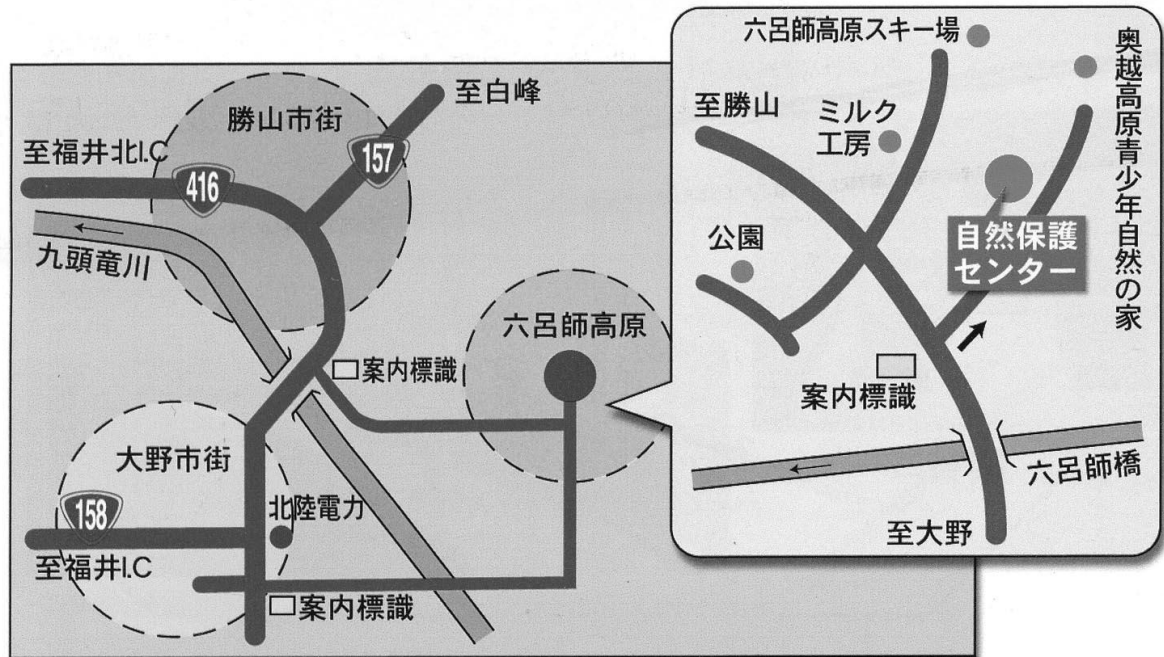 至白峰
勝山市街
157
至福井北I.C
416
九頭竜川
六呂師高原
案内標識
大野市街
北陸電力
158
至福井I.C
案内標識
六呂師高原スキー場
奥越高原青少年自然の家
至勝山
ミルク
工房
自然保護
センター
公園
案内標識
六呂師橋
至大野